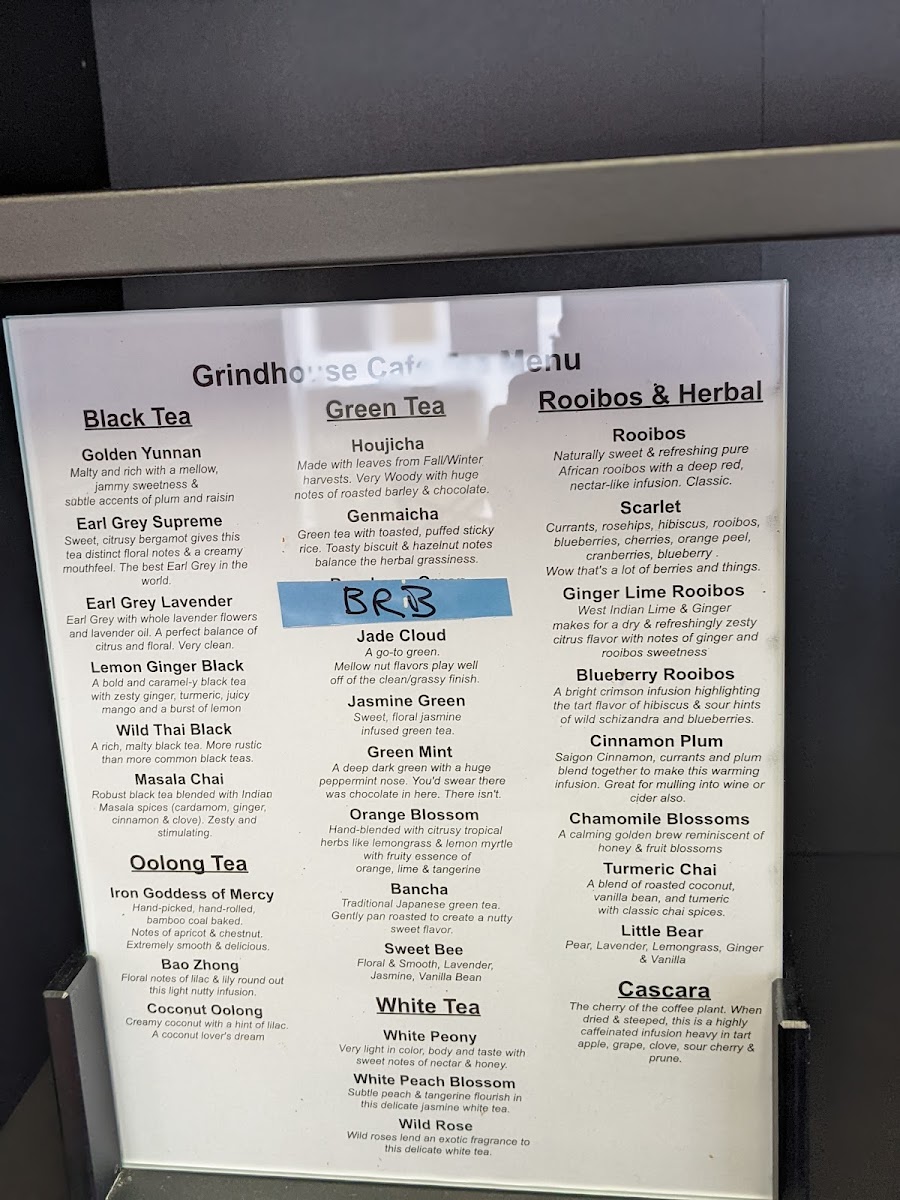 Grindhouse Cafe Menu
Black Tea
Golden Yunnan
Malty and rich with a mellow,
jammy sweetness &
subtle accents of plum and raisin
Earl Grey Supreme
Sweet, citrusy bergamot gives this
tea distinct floral notes & a creamy
mouthfeel. The best Earl Grey in the
world.
Earl Grey Lavender
Earl Grey with whole lavender flowers
and lavender oil. A perfect balance of
citrus and floral. Very clean.
Lemon Ginger Black
A bold and caramel-y black tea
with zesty ginger, turmeric, juicy
mango and a burst of lemon
Wild Thai Black
A rich, malty black tea. More rustic
than more common black teas.
Masala Chai
Robust black tea blended with Indian
Masala spices (cardamom, ginger,
cinnamon & clove). Zesty and
stimulating.
Oolong Tea
Iron Goddess of Mercy
Hand-picked, hand-rolled,
bamboo coal baked.
Notes of apricot & chestnut.
Extremely smooth & delicious.
Bao Zhong
Floral notes of lilac & lily round out
this light nutty infusion.
Coconut Oolong
Creamy coconut with a hint of lilac.
A coconut lover's dream
Green Tea
Houjicha
Made with leaves from Fall/Winter
harvests. Very Woody with huge
notes of roasted barley & chocolate.
Genmaicha
Green tea with toasted, puffed sticky
rice. Toasty biscuit & hazelnut notes
balance the herbal grassiness.
BRB
Jade Cloud
A go-to green.
Mellow nut flavors play well
off of the clean/grassy finish.
Jasmine Green
Sweet, floral jasmine
infused green tea.
Green Mint
A deep dark green with a huge
peppermint nose. You'd swear there
was chocolate in here. There isn't.
Orange Blossom
Hand-blended with citrusy tropical
herbs like lemongrass & lemon myrtle
with fruity essence of
orange, lime & tangerine
Bancha
Traditional Japanese green tea.
Gently pan roasted to create a nutty
sweet flavor.
Sweet Bee
Floral & Smooth, Lavender,
Jasmine, Vanilla Bean
White Tea
White Peony
Very light in color, body and taste with
sweet notes of nectar & honey.
White Peach Blossom
Subtle peach & tangerine flourish in
this delicate jasmine white tea.
Wild Rose
Wild roses lend an exotic fragrance to
this delicate white tea.
Rooibos & Herbal
Rooibos
Naturally sweet & refreshing pure
African rooibos with a deep red,
nectar-like infusion. Classic.
Scarlet
Currants, rosehips, hibiscus, rooibos,
blueberries, cherries, orange peel,
cranberries, blueberry .
Wow that's a lot of berries and things.
Ginger Lime Rooibos
West Indian Lime & Ginger
makes for a dry & refreshingly zesty
citrus flavor with notes of ginger and
rooibos sweetness
Blueberry Rooibos
A bright crimson infusion highlighting
the tart flavor of hibiscus & sour hints
of wild schizandra and blueberries.
Cinnamon Plum
Saigon Cinnamon, currants and plum
blend together to make this warming
infusion. Great for mulling into wine or
cider also.
Chamomile Blossoms
A calming golden brew reminiscent of
honey & fruit blossoms
Turmeric Chai
A blend of roasted coconut,
vanilla bean, and tumeric
with classic chai spices.
Little Bear
Pear, Lavender, Lemongrass, Ginger
& Vanilla
Cascara
The cherry of the coffee plant. When
dried & steeped, this is a highly
caffeinated infusion heavy in tart
apple, grape, clove, sour cherry &
prune.